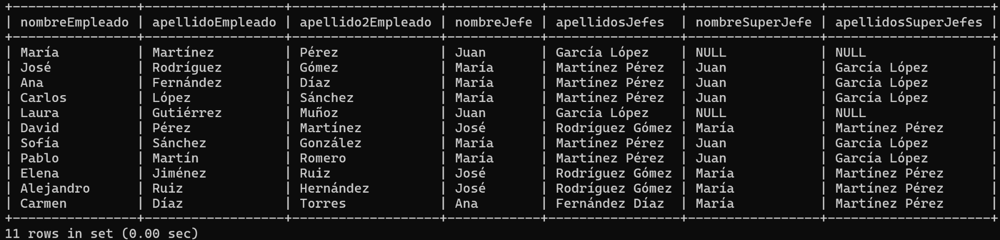 +----------------+------------------+-------------------+------------+-----------------+-----------------+---------------------+
| nombreEmpleado | apellidoEmpleado | apellido2Empleado | nombreJefe | apellidosJefes  | nombreSuperJefe | apellidosSuperJefes |
+----------------+------------------+-------------------+------------+-----------------+-----------------+---------------------+
| María          | Martínez         | Pérez             | Juan       | García López    | NULL            | NULL                |
| José           | Rodríguez        | Gómez             | María      | Martínez Pérez  | Juan            | García López        |
| Ana            | Fernández        | Díaz              | María      | Martínez Pérez  | Juan            | García López        |
| Carlos         | López            | Sánchez           | María      | Martínez Pérez  | Juan            | García López        |
| Laura          | Gutiérrez        | Muñoz             | Juan       | García López    | NULL            | NULL                |
| David          | Pérez            | Martínez          | José       | Rodríguez Gómez | María           | Martínez Pérez      |
| Sofía          | Sánchez          | González          | María      | Martínez Pérez  | Juan            | García López        |
| Pablo          | Martín           | Romero            | María      | Martínez Pérez  | Juan            | García López        |
| Elena          | Jiménez          | Ruiz              | José       | Rodríguez Gómez | María           | Martínez Pérez      |
| Alejandro      | Ruiz             | Hernández         | José       | Rodríguez Gómez | María           | Martínez Pérez      |
| Carmen         | Díaz             | Torres            | Ana        | Fernández Díaz  | María           | Martínez Pérez      |
+----------------+------------------+-------------------+------------+-----------------+-----------------+---------------------+
11 rows in set (0.00 sec)